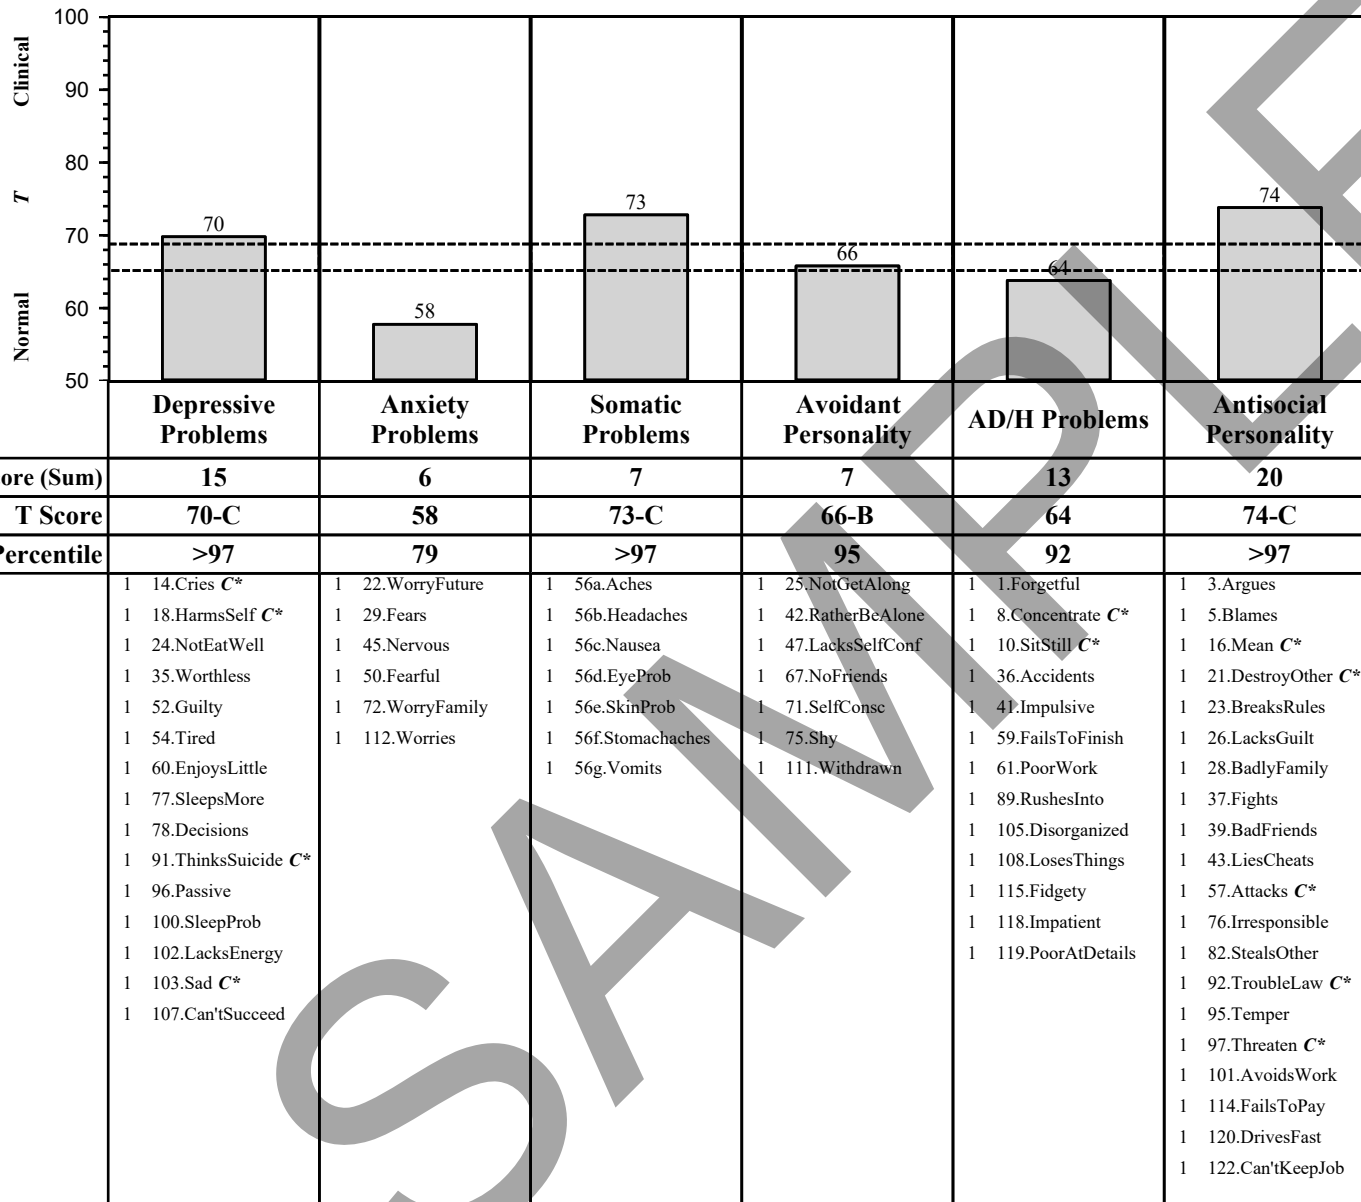 100
90
80
70
60
50
Clinical
T
Normal
70
58
73
66
64
74
Depressive Problems
Anxiety Problems
Somatic Problems
Avoidant Personality
AD/H Problems
Antisocial Personality
ore (Sum) 15 6 7 7 13 20
T Score 70-C 58 73-C 66-B 64 74-C
Percentile >97 79 >97 95 92 >97
1 14.Cries C*
1 18.HarmsSelf C*
1 24.NotEatWell
1 35.Worthless
1 52.Guilty
1 54.Tired
1 60.EnjoysLittle
1 77.SleepsMore
1 78.Decisions
1 91.ThinksSuicide C*
1 96.Passive
1 100.SleepProb
1 102.LacksEnergy
1 103.Sad C*
1 107.Can'tSucceed
1 22.WorryFuture
1 29.Fears
1 45.Nervous
1 50.Fearful
1 72.WorryFamily
1 112.Worries
1 56a.Aches
1 56b.Headaches
1 56c.Nausea
1 56d.EyeProb
1 56e.SkinProb
1 56f.Stomachaches
1 56g.Vomits
1 25.NotGetAlong
1 42.RatherBeAlone
1 47.LacksSelfConf
1 67.NoFriends
1 71.SelfConsc
1 75.Shy
1 111.Withdrawn
1 1.Forgetful
1 8.Concentrate C*
1 10.SitStill C*
1 36.Accidents
1 41.Impulsive
1 59.FailsToFinish
1 61.PoorWork
1 89.RushesInto
1 105.Disorganized
1 108.LosesThings
1 115.Fidgety
1 118.Impatient
1 119.PoorAtDetails
1 3.Argues
1 5.Blames
1 16.Mean C*
1 21.DestroyOther C*
1 23.BreaksRules
1 26.LacksGuilt
1 28.BadlyFamily
1 37.Fights
1 39.BadFriends
1 43.LiesCheats
1 57.Attacks C*
1 76.Irresponsible
1 82.StealsOther
1 92.TroubleLaw C*
1 95.Temper
1 97.Threaten C*
1 101.AvoidsWork
1 114.FailsToPay
1 120.DrivesFast
1 122.Can'tKeepJob
SAMPLE